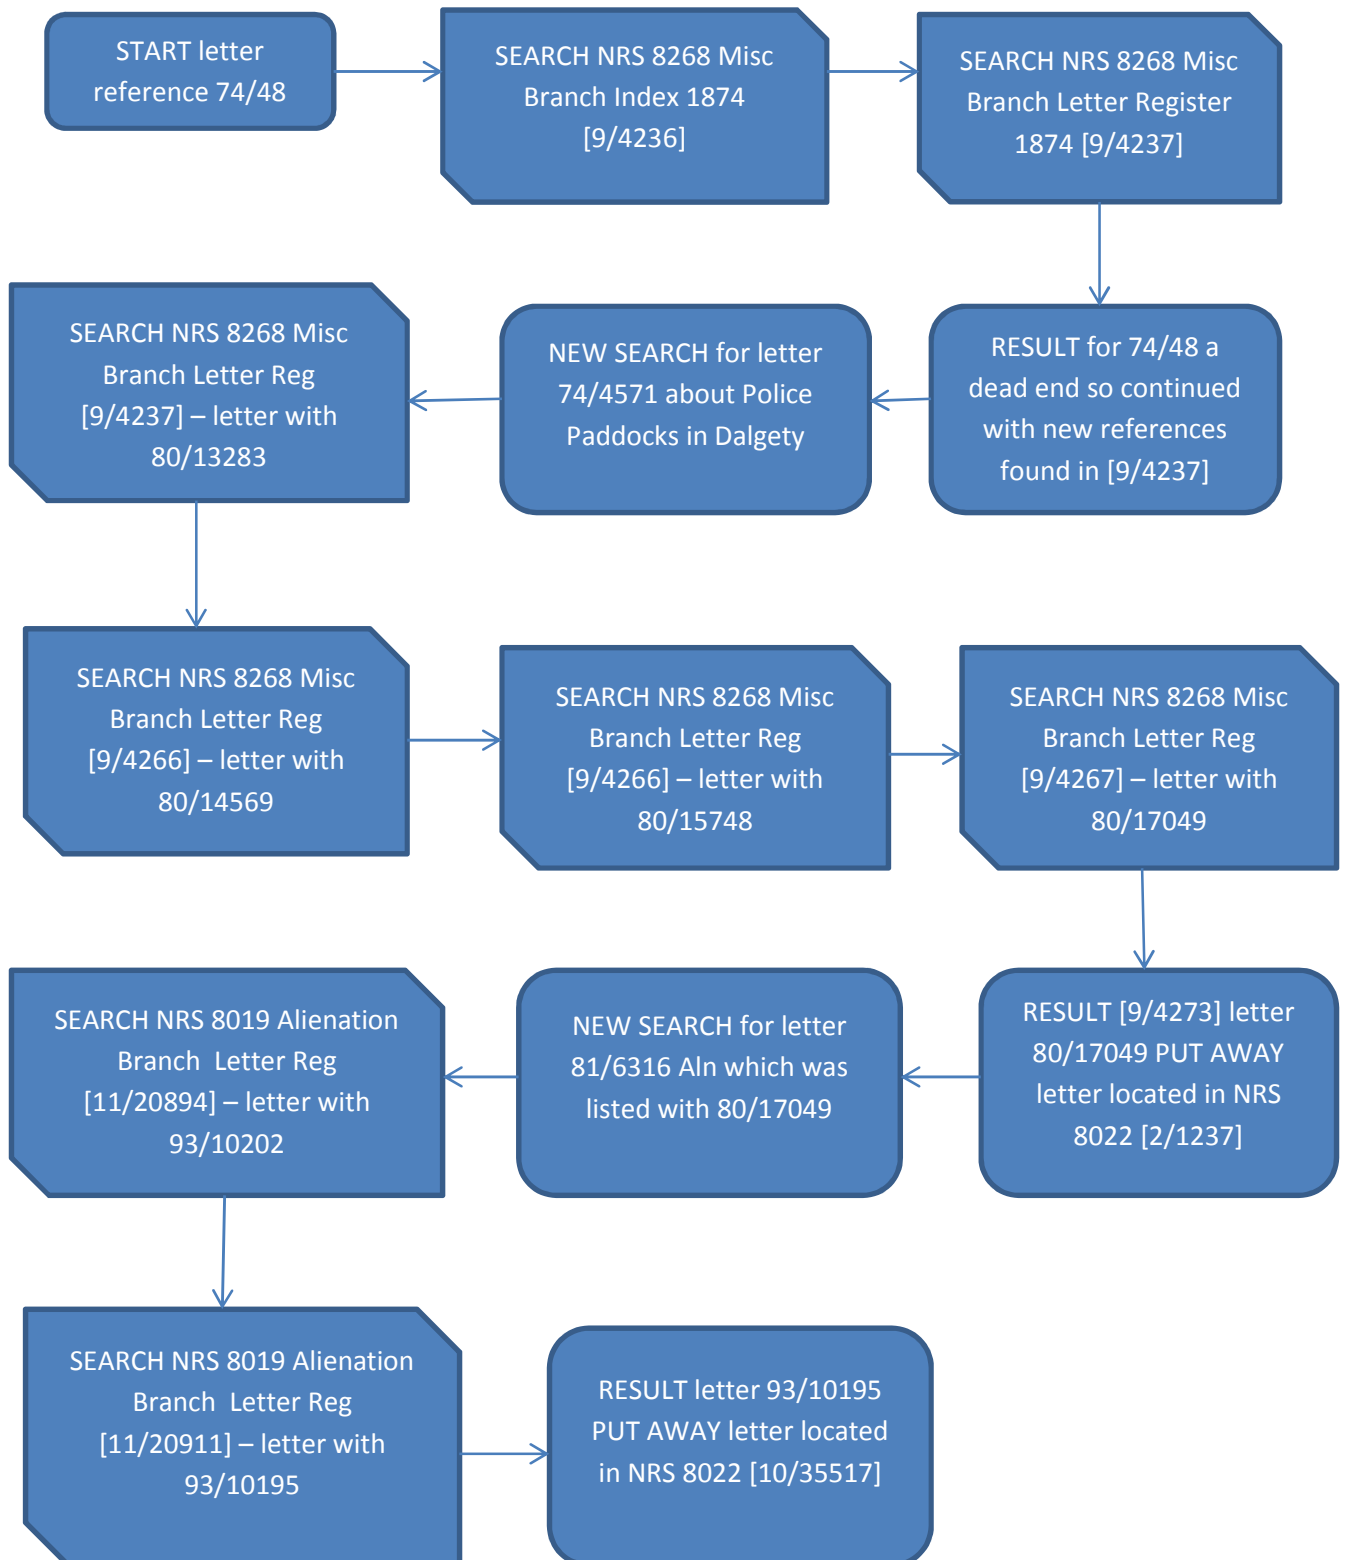 START letter
reference 74/48
SEARCH NRS 8268 Misc
Branch Index 1874
[9/4236]
SEARCH NRS 8268 Misc
Branch Letter Register
1874 [9/4237]
RESULT for 74/48 a
dead end so continued
with new references
found in [9/4237]
NEW SEARCH for letter
74/4571 about Police
Paddocks in Dalgety
SEARCH NRS 8268 Misc
Branch Letter Reg
[9/4237] – letter with
80/13283
SEARCH NRS 8268 Misc
Branch Letter Reg
[9/4266] – letter with
80/14569
SEARCH NRS 8268 Misc
Branch Letter Reg
[9/4266] – letter with
80/15748
SEARCH NRS 8268 Misc
Branch Letter Reg
[9/4267] – letter with
80/17049
RESULT [9/4273] letter
80/17049 PUT AWAY
letter located in NRS
8022 [2/1237]
NEW SEARCH for letter
81/6316 Aln which was
listed with 80/17049
SEARCH NRS 8019 Alienation
Branch  Letter Reg
[11/20894] – letter with
93/10202
SEARCH NRS 8019 Alienation
Branch  Letter Reg
[11/20911] – letter with
93/10195
RESULT letter 93/10195
PUT AWAY letter located
in NRS 8022 [10/35517]